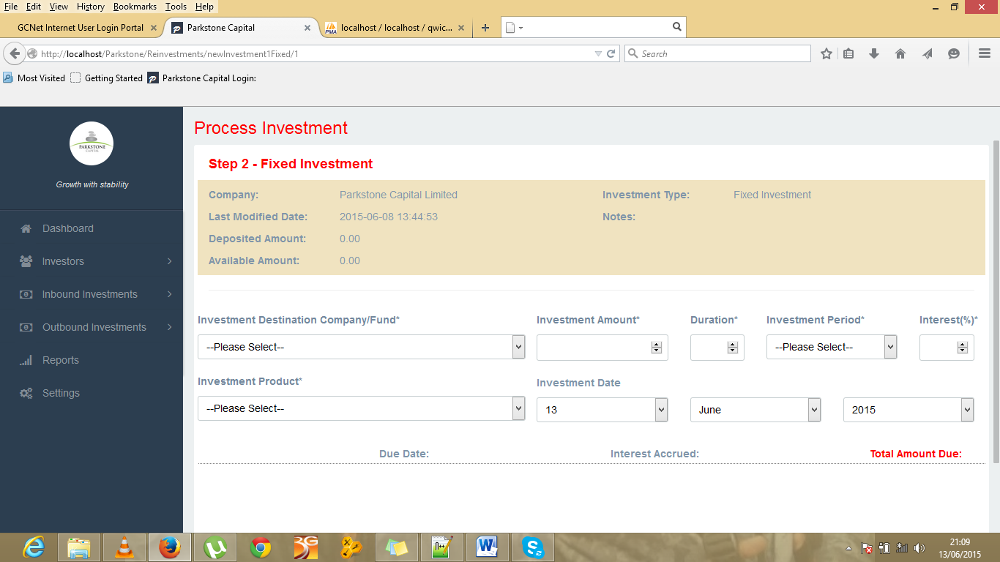 File Edit View History Bookmarks Tools Help
GCNet Internet User Login Portal
Parkstone Capital
PMA
localhost / localhost / qwic...
http://localhost/Parkstone/Reinvestments/newInvestment1Fixed/1
Search
Most Visited Getting Started Parkstone Capital Login:
PARKSTONE
CAPITAL
Growth with stability
Dashboard
Investors
Inbound Investments
Outbound Investments
Reports
Settings
Process Investment
Step 2 - Fixed Investment
Company: Parkstone Capital Limited Investment Type: Fixed Investment
Last Modified Date: 2015-06-08 13:44:53 Notes:
Deposited Amount: 0.00
Available Amount: 0.00
Investment Destination Company/Fund* Investment Amount* Duration* Investment Period* Interest(%)*
--Please Select-- --Please Select--
Investment Product* Investment Date
--Please Select-- 13 June 2015
Due Date: Interest Accrued: Total Amount Due:
3G
21:09
13/06/2015